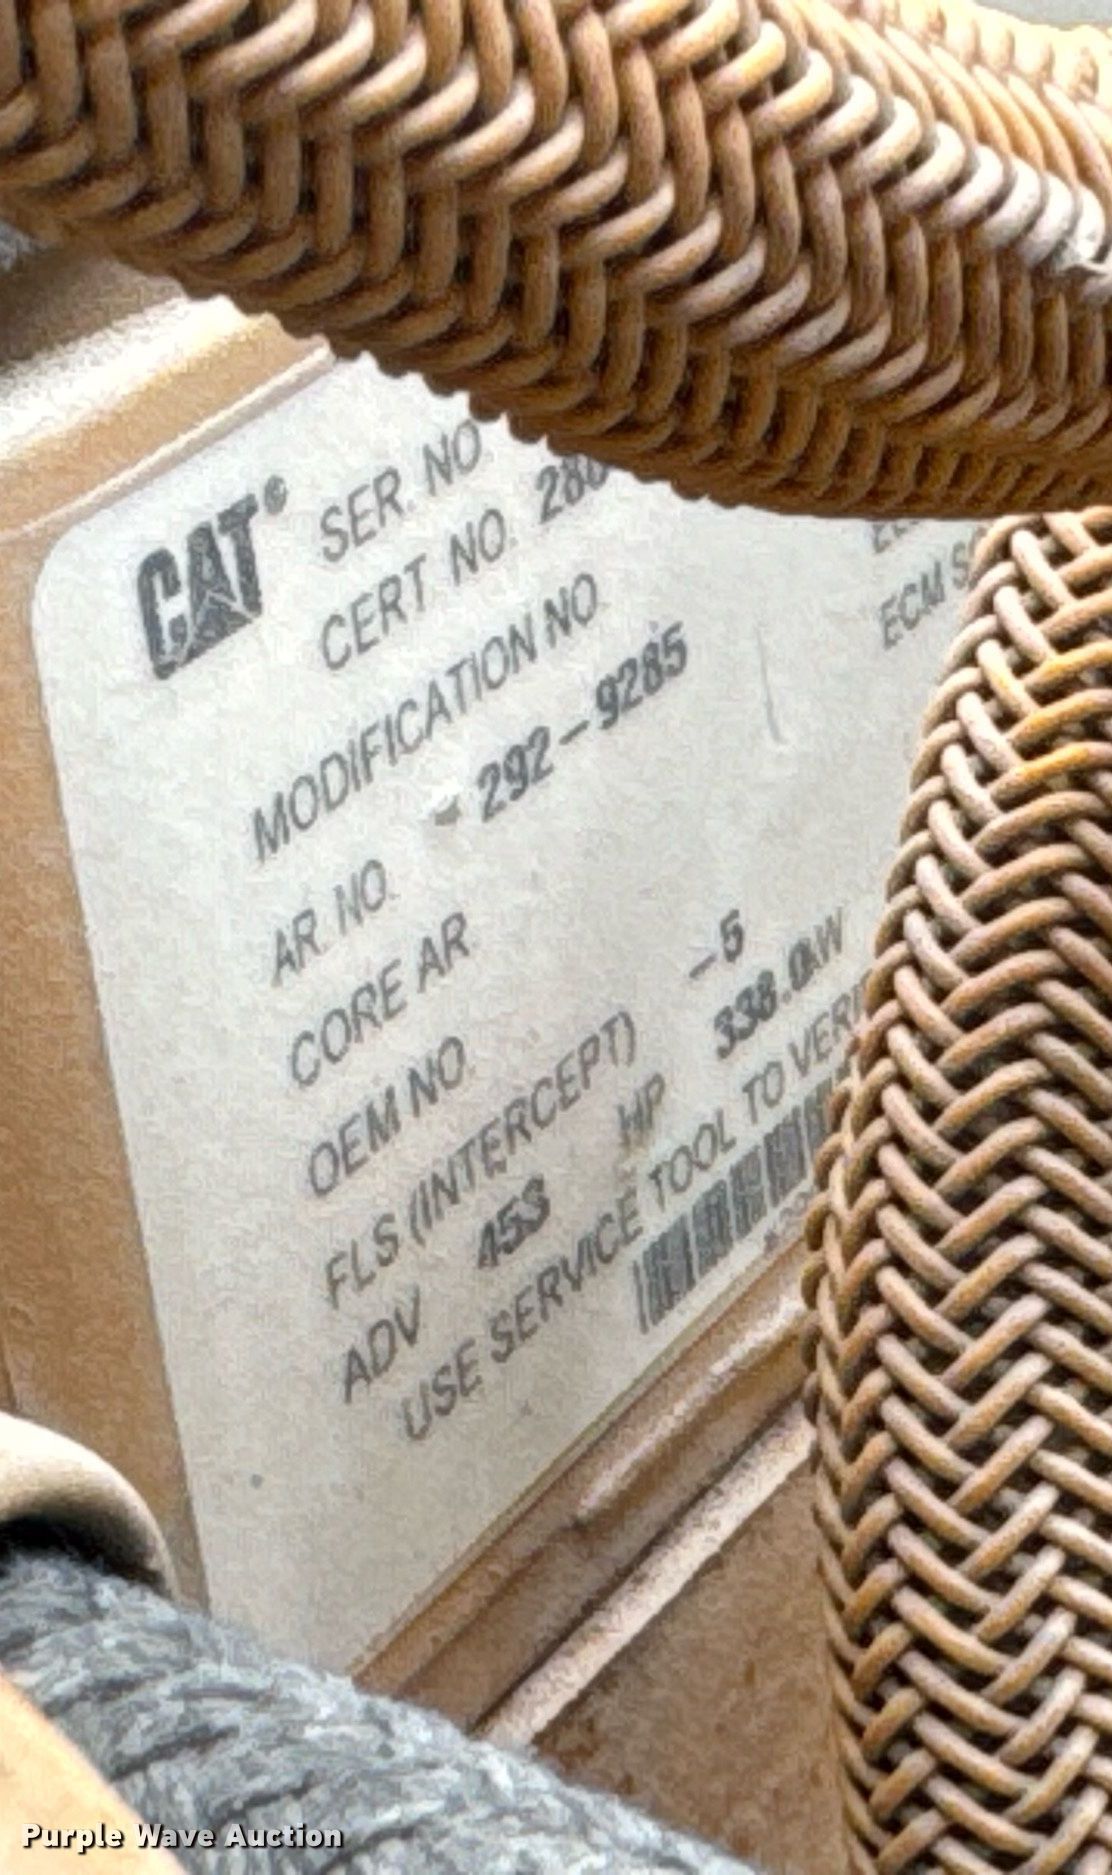 CAT©
SER. NO.
CERT NO. 288
MODIFICATION NO.
292-9285
AR. NO.
CORE AR
OEM NO.
FLS (INTERCEPT) -5
ADV 453 HP 338.0kW
USE SERVICE TOOL TO VERI
ECM S
Purple Wave Auction